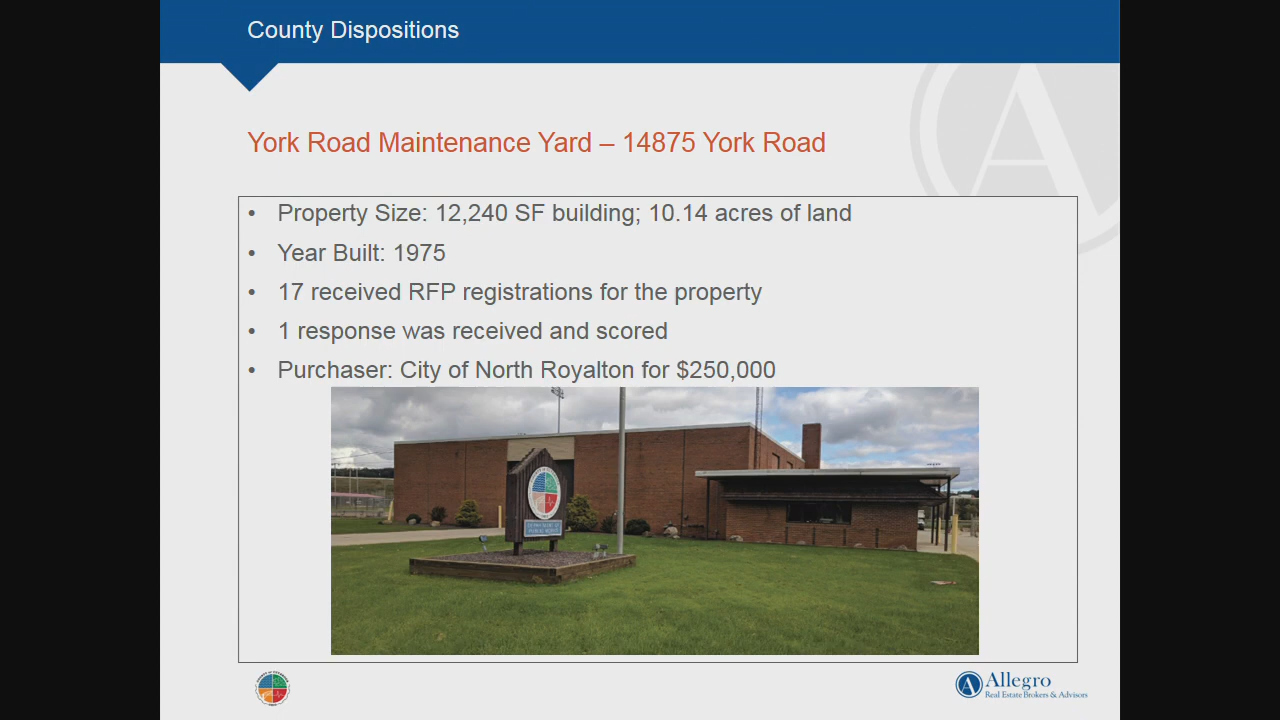 County Dispositions
York Road Maintenance Yard – 14875 York Road
• Property Size: 12,240 SF building; 10.14 acres of land
• Year Built: 1975
• 17 received RFP registrations for the property
• 1 response was received and scored
• Purchaser: City of North Royalton for $250,000
A Allegro
Real Estate Brokers & Advisors